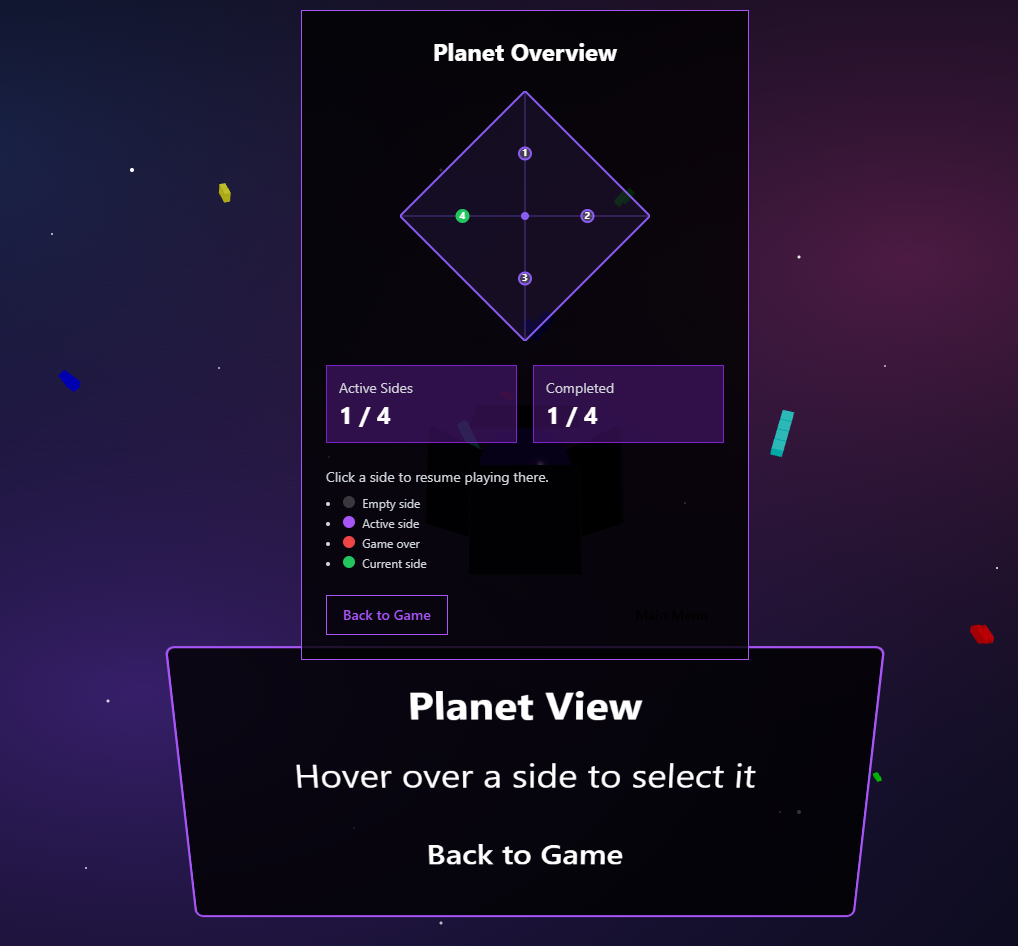 Planet Overview
1
4
2
3
Active Sides
1 / 4
Completed
1 / 4
Click a side to resume playing there.
Empty side
Active side
Game over
Current side
Back to Game
Main Menu
Planet View
Hover over a side to select it
Back to Game